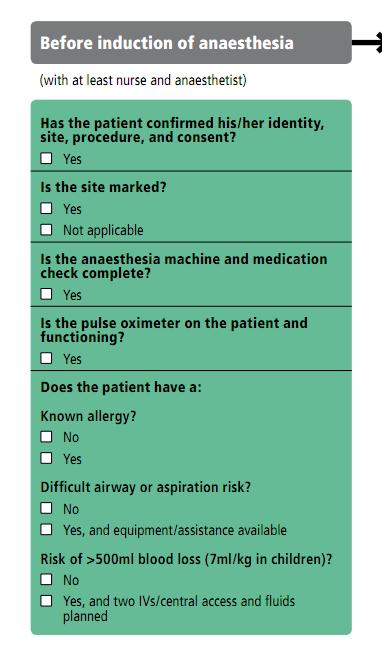 Before induction of anaesthesia
(with at least nurse and anaesthetist)
Has the patient confirmed his/her identity,
site, procedure, and consent?
Yes
Is the site marked?
Yes
Not applicable
Is the anaesthesia machine and medication
check complete?
Yes
Is the pulse oximeter on the patient and
functioning?
Yes
Does the patient have a:
Known allergy?
No
Yes
Difficult airway or aspiration risk?
No
Yes, and equipment/assistance available
Risk of >500ml blood loss (7ml/kg in children)?
No
Yes, and two IVs/central access and fluids
planned